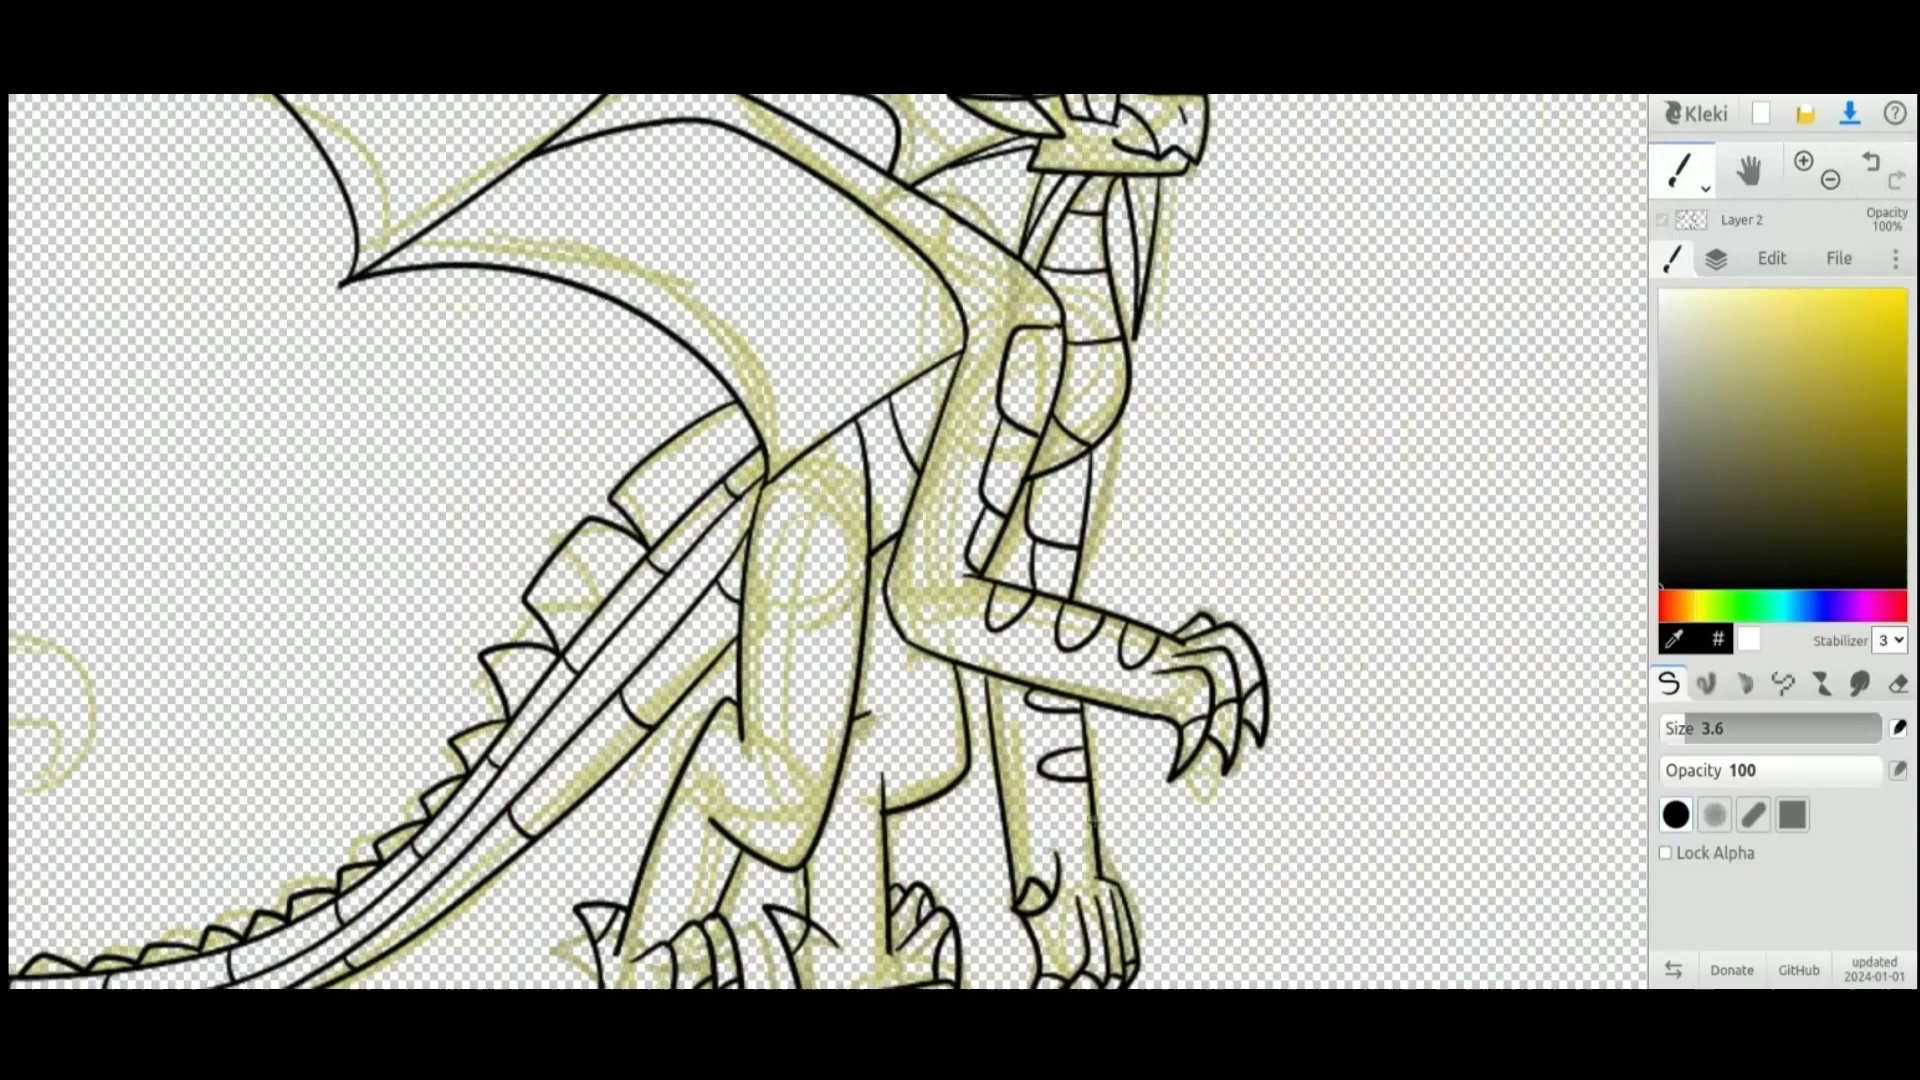 Kleki
Layer 2
Opacity
100%
Edit
File
#
Stabilizer 3
Size 3.6
Opacity 100
Lock Alpha
Donate
GitHub
updated
2024-01-01